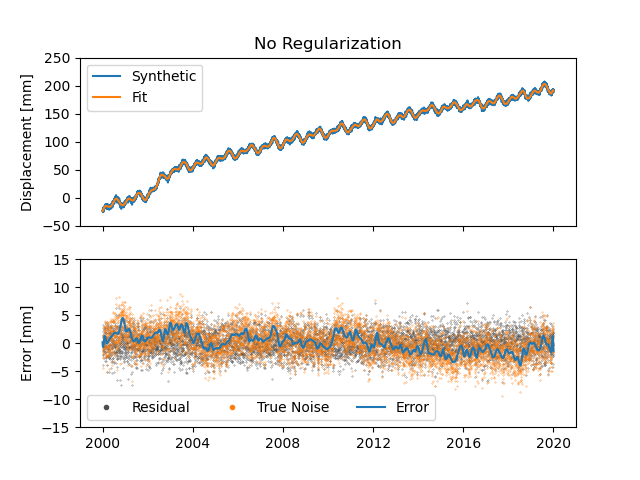 No Regularization
Displacement [mm]
250
200
150
100
50
0
−50
Synthetic
Fit
Error [mm]
15
10
5
0
−5
−10
−15
Residual True Noise Error
2000 2004 2008 2012 2016 2020